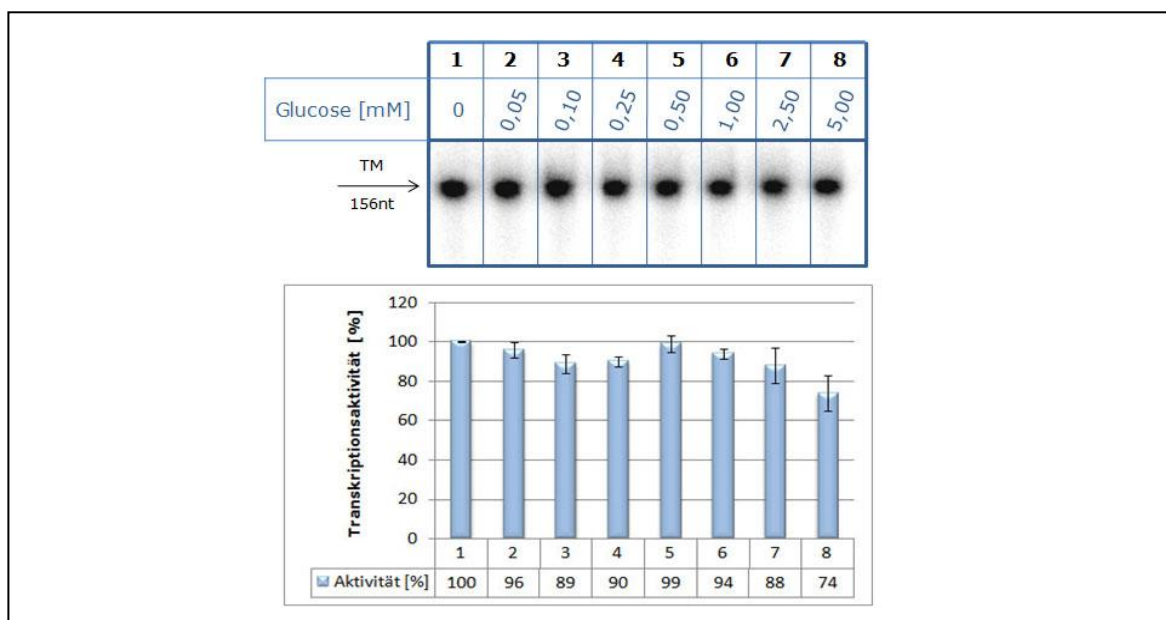 1 2 3 4 5 6 7 8
Glucose [mM] 0 0,05 0,10 0,25 0,50 1,00 2,50 5,00
TM
156nt
Transkriptionsaktivität [%]
120
100
80
60
40
20
0
1 2 3 4 5 6 7 8
Aktivität [%] 100 96 89 90 99 94 88 74